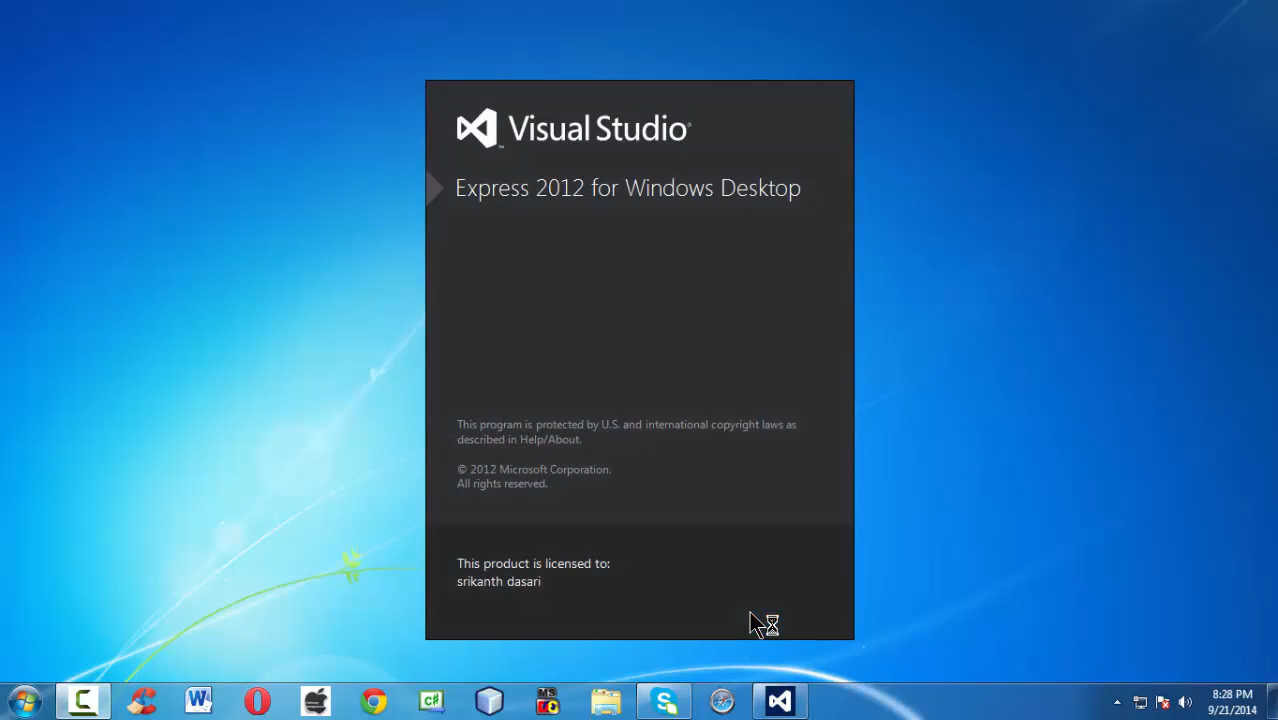 Visual Studio®
Express 2012 for Windows Desktop
This program is protected by U.S. and international copyright laws as
described in Help/About.
© 2012 Microsoft Corporation.
All rights reserved.
This product is licensed to:
srikanth dasari
W
C#
MS
8:28 PM
9/21/2014